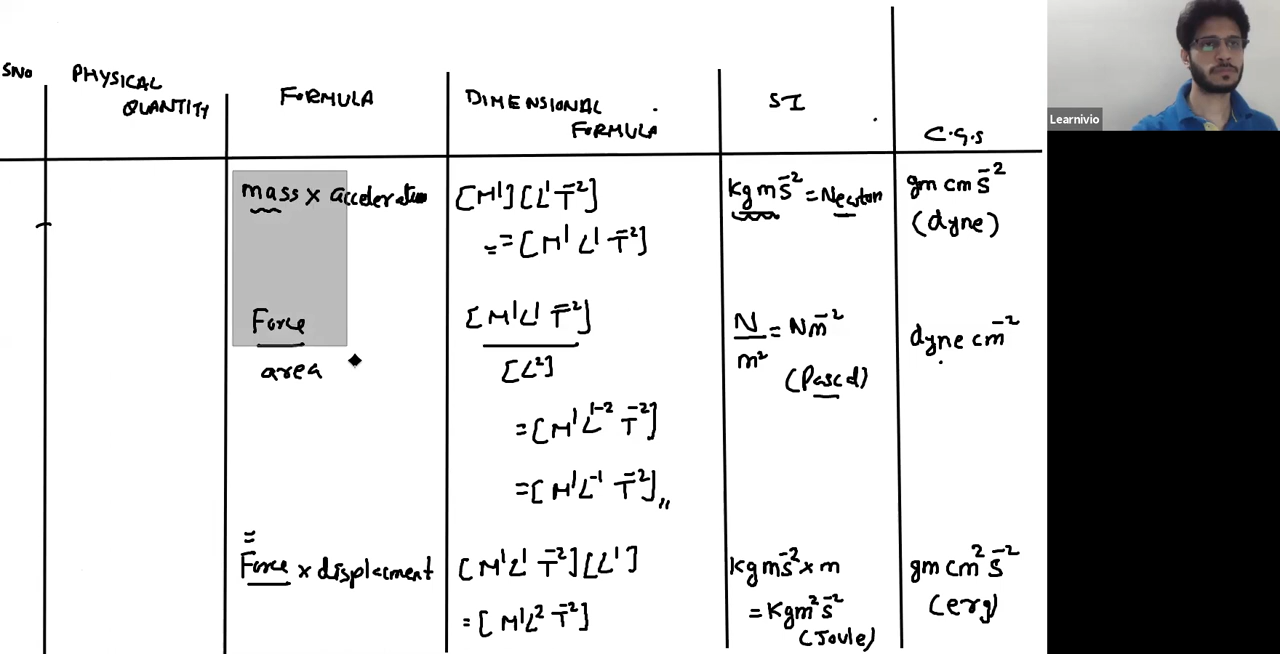 SNo
PHYSICAL
QUANTITY
FORMULA
DIMENSIONAL
FORMULA
SI
C.G.S
mass × acceleration
[M¹][L¹T⁻²]
= [M¹L¹T⁻²]
kgms⁻² = Newton
gm cm s⁻²
(dyne)
Force
area
[M¹L¹T⁻²]
[L²]
= [M¹L¹⁻²T⁻²]
= [M¹L⁻¹T⁻²]
N
m² = Nm⁻²
(Pascal)
dyne cm⁻²
=
Force × displacment
[M¹L¹T⁻²][L¹]
= [M¹L²T⁻²]
kgms⁻² × m
= Kgm²s⁻²
(Joule)
gm cm²s⁻²
(erg)
Learnivio